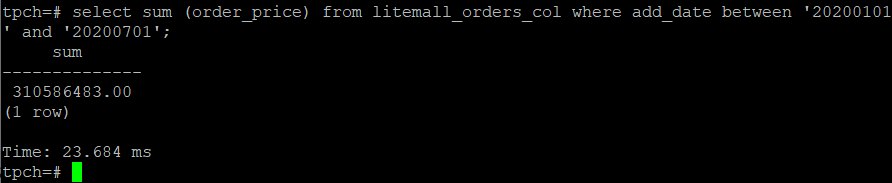 tpch=# select sum (order_price) from litemall_orders_col where add_date between '20200101
' and '20200701';
     sum
--------------
 310586483.00
(1 row)

Time: 23.684 ms
tpch=#